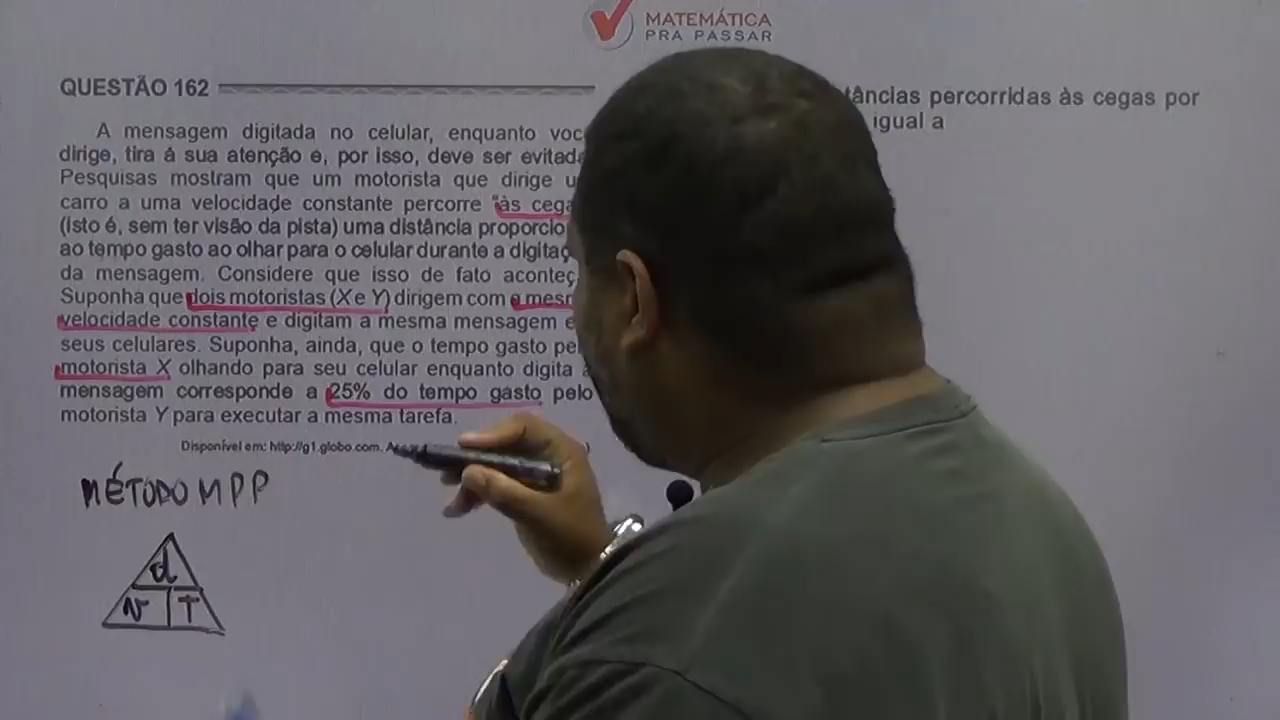 MATEMÁTICA
PRA PASSAR
QUESTÃO 162
A mensagem digitada no celular, enquanto voc
dirige, tira a sua atenção e, por isso, deve ser evitada
Pesquisas mostram que um motorista que dirige u
carro a uma velocidade constante percorre "às cega
(isto é, sem ter visão da pista) uma distância proporcio
ao tempo gasto ao olhar para o celular durante a digitaç
da mensagem. Considere que isso de fato aconteç
Suponha que dois motoristas (X e Y) dirigem com a mesm
velocidade constante e digitam a mesma mensagem e
seus celulares. Suponha, ainda, que o tempo gasto pel
motorista X olhando para seu celular enquanto digita a
mensagem corresponde a 25% do tempo gasto pelo
motorista Y para executar a mesma tarefa.
Disponível em: http://g1.globo.com.
tâncias percorridas às cegas por
igual a
MÉTODO MPP
d
V T